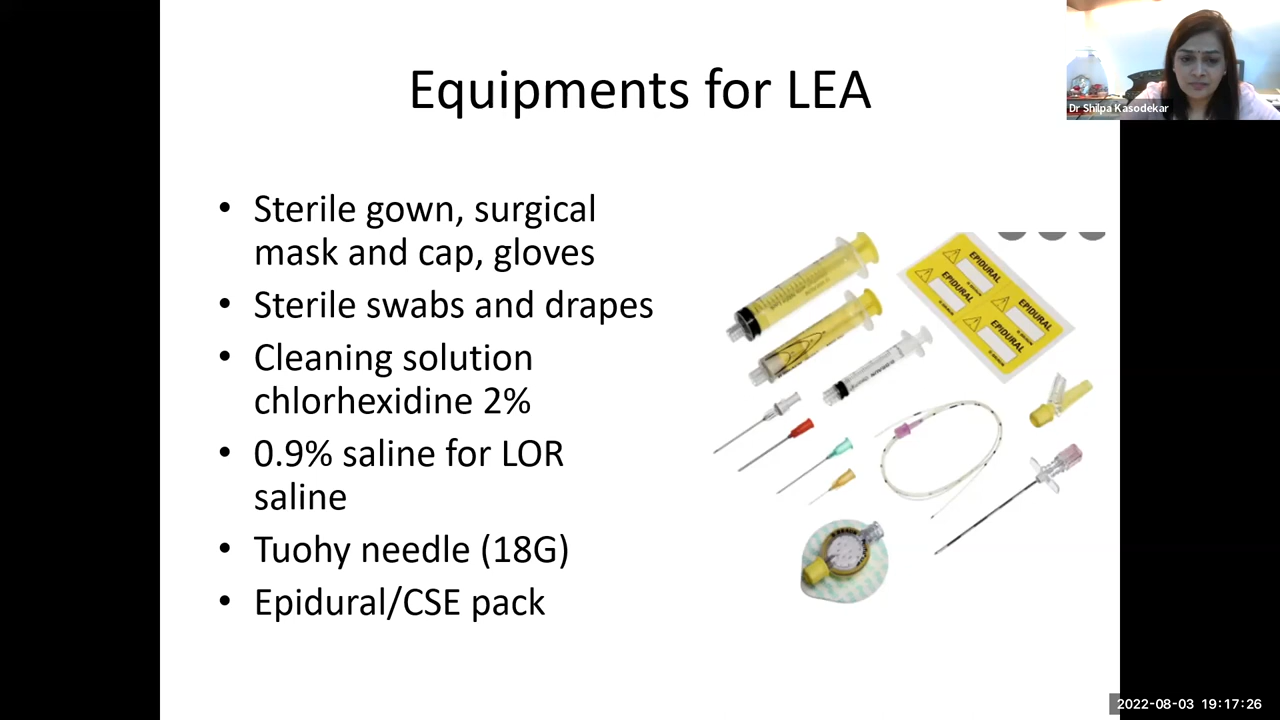 Equipments for LEA
Dr Shilpa Kasodekar
• Sterile gown, surgical
mask and cap, gloves
• Sterile swabs and drapes
• Cleaning solution
chlorhexidine 2%
• 0.9% saline for LOR
saline
• Tuohy needle (18G)
• Epidural/CSE pack
EPIDURAL
EPIDURAL
EPIDURAL
EPIDURAL
2022-08-03 19:17:26